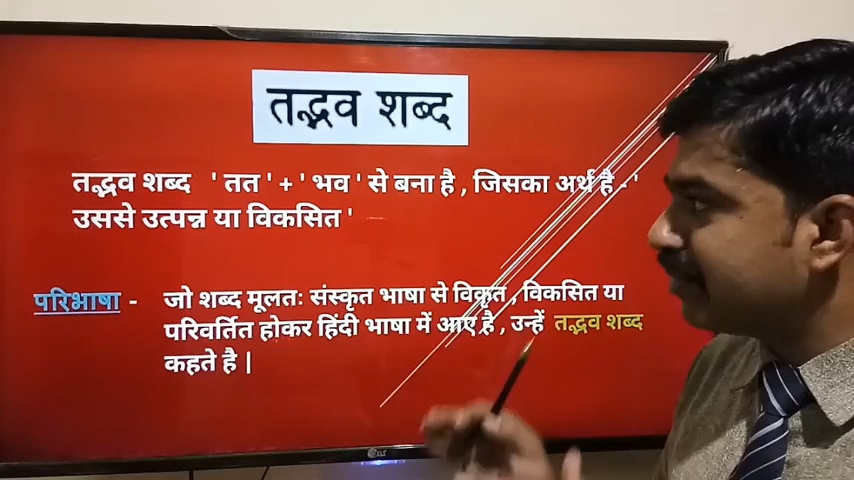 तद्भव शब्द
तद्भव शब्द ' तत ' + ' भव ' से बना है , जिसका अर्थ है - '
उससे उत्पन्न या विकसित '
परिभाषा - जो शब्द मूलतः संस्कृत भाषा से विकृत , विकसित या
परिवर्तित होकर हिंदी भाषा में आए है , उन्हें तद्भव शब्द
कहते है |